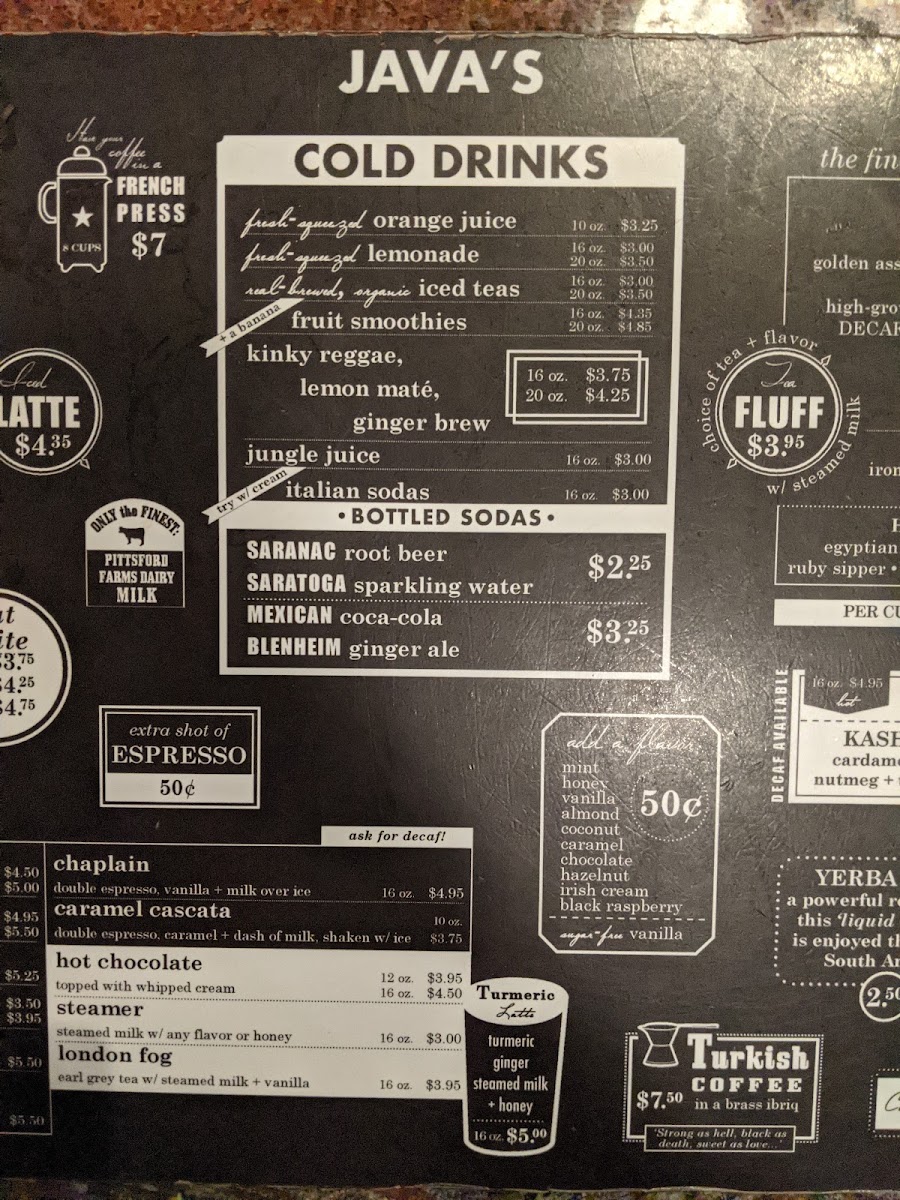 JAVA'S
Have your
coffee
in a
FRENCH
PRESS
$7
8 CUPS
COLD DRINKS
fresh-squeezed orange juice 10 oz. $3.25
fresh-squeezed lemonade 16 oz. $3.00
20 oz. $3.50
real-brewed, organic iced teas 16 oz. $3.00
20 oz. $3.50
+ a banana
fruit smoothies 16 oz. $4.35
20 oz. $4.85
kinky reggae,
lemon maté,
ginger brew
16 oz. $3.75
20 oz. $4.25
jungle juice 16 oz. $3.00
try w/ cream
italian sodas 16 oz. $3.00
•BOTTLED SODAS•
SARANAC root beer
SARATOGA sparkling water
$2.25
MEXICAN coca-cola
BLENHEIM ginger ale
$3.25
Iced
LATTE
$4.35
ONLY the FINEST:
PITTSFORD
FARMS DAIRY
MILK
$3.75
$4.25
$4.75
extra shot of
ESPRESSO
50¢
the fin
golden ass
high-gro
DECAF
choice of tea + flavor
Tea
FLUFF
$3.95
w/ steamed milk
iron
H
egyptian
ruby sipper •
PER CU
DECAF AVAILABLE
16 oz. $4.95
hot
KASH
cardamo
nutmeg +
add a flavor
mint
honey
vanilla
almond
coconut
caramel
chocolate
hazelnut
irish cream
black raspberry
50¢
sugar-free vanilla
YERBA
a powerful r
this liquid
is enjoyed th
South Am
2.50
ask for decaf!
$4.50
$5.00
$4.95
$5.50
$5.25
$3.50
$3.95
$5.50
$5.50
chaplain
double espresso, vanilla + milk over ice 16 oz. $4.95
caramel cascata 10 oz.
double espresso, caramel + dash of milk, shaken w/ ice $3.75
hot chocolate 12 oz. $3.95
topped with whipped cream 16 oz. $4.50
steamer
steamed milk w/ any flavor or honey 16 oz. $3.00
london fog
earl grey tea w/ steamed milk + vanilla 16 oz. $3.95
Turmeric
Latte
turmeric
ginger
steamed milk
+ honey
16 oz. $5.00
Turkish
COFFEE
$7.50 in a brass ibriq
'Strong as hell, black as
death, sweet as love...'